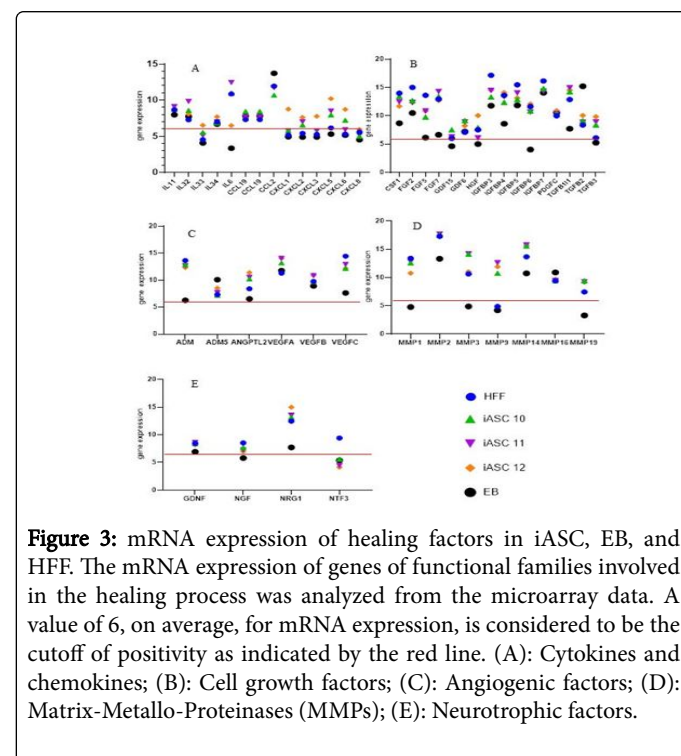 A
gene expression
15
10
5
0
IL11
IL32
IL33
IL34
IL6
CCL19
CCL19
CCL2
CXCL1
CXCL2
CXCL3
CXCL5
CXCL6
CXCL8
B
gene expression
20
15
10
5
0
CSF1
FGF2
FGF5
FGF7
GDF15
GDF6
HGF
IGFBP3
IGFBP4
IGFBP5
IGFBP6
IGFBP7
PDGFC
TGFB1I1
TGFB2
TGFB3
C
gene expression
20
15
10
5
0
ADM
ADM5
ANGPTL2
VEGFA
VEGFB
VEGFC
D
gene expression
20
15
10
5
0
MMP1
MMP2
MMP3
MMP9
MMP14
MMP16
MMP19
E
gene expression
20
15
10
5
0
GDNF
NGF
NRG1
NTF3
HFF
iASC 10
iASC 11
iASC 12
EB
Figure 3: mRNA expression of healing factors in iASC, EB, and
HFF. The mRNA expression of genes of functional families involved
in the healing process was analyzed from the microarray data. A
value of 6, on average, for mRNA expression, is considered to be the
cutoff of positivity as indicated by the red line. (A): Cytokines and
chemokines; (B): Cell growth factors; (C): Angiogenic factors; (D):
Matrix-Metallo-Proteinases (MMPs); (E): Neurotrophic factors.